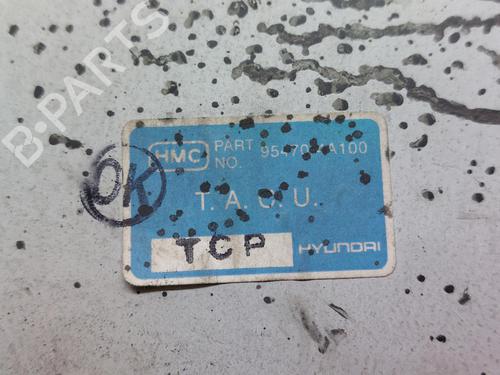 B-PARTS
OK
HMC PART NO.
T. A. C. U.
TCP HYUNDAI